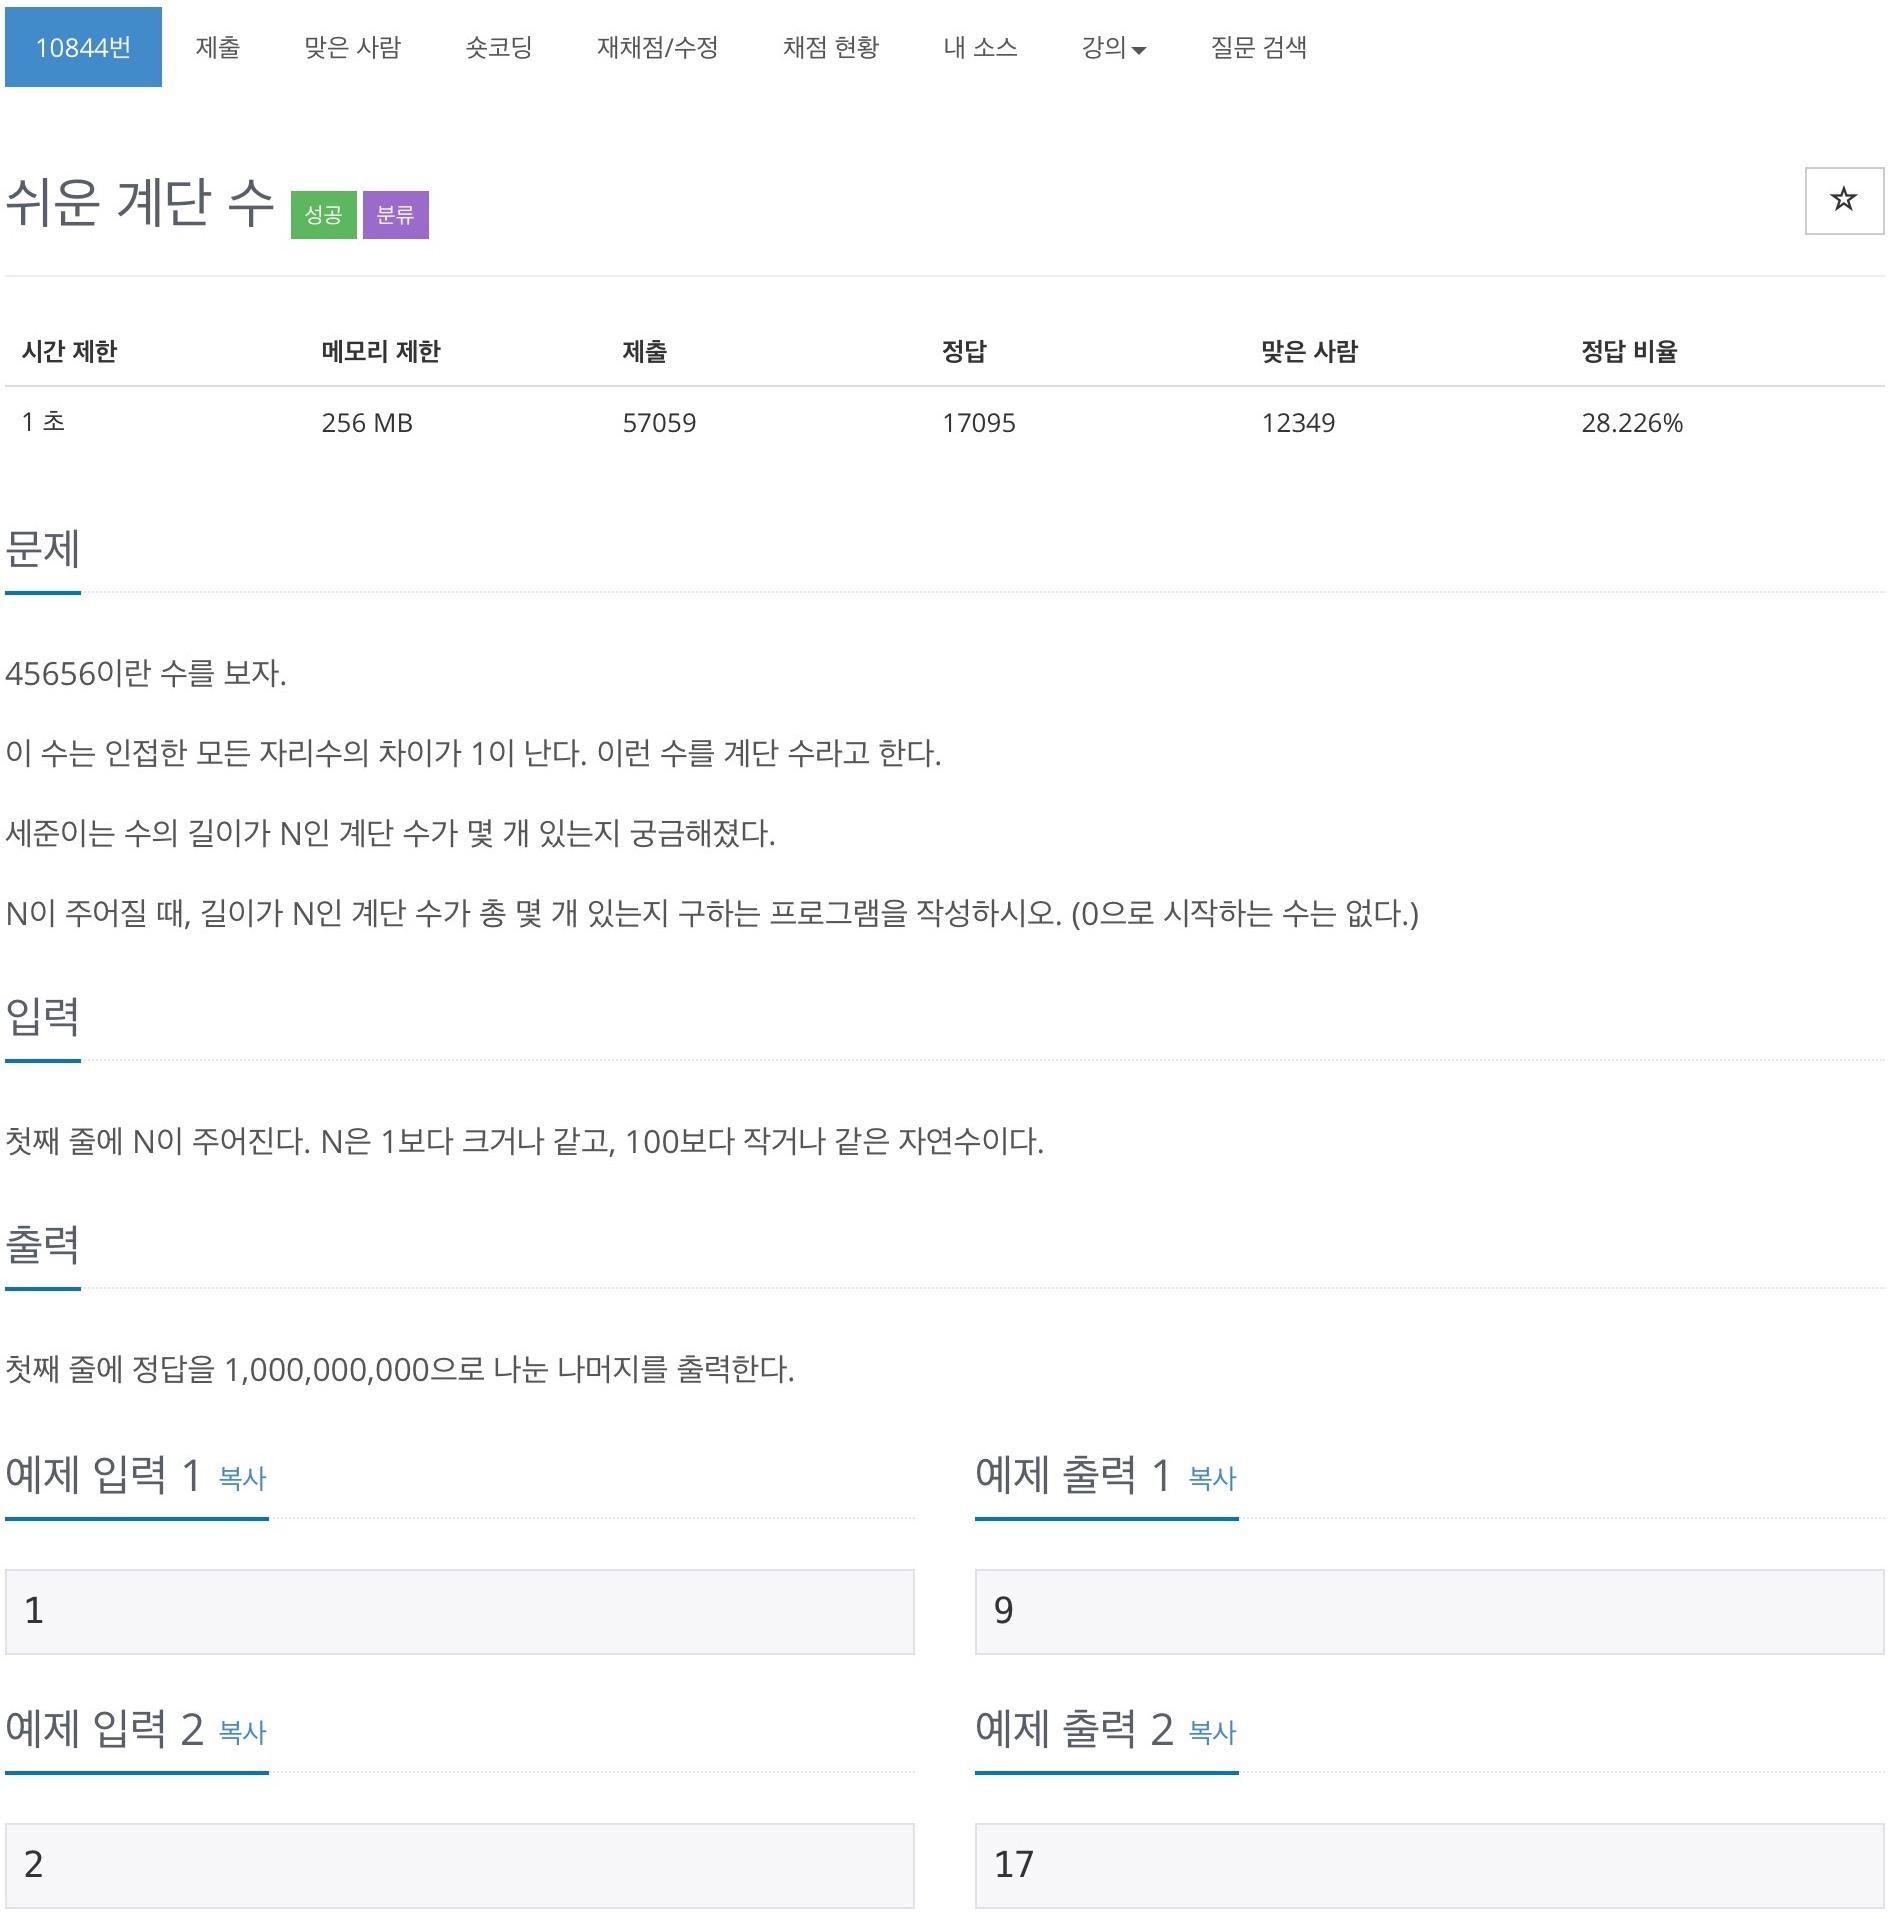 10844번 제출 맞은 사람 숏코딩 재채점/수정 채점 현황 내 소스 강의 질문 검색
쉬운 계단 수 성공 분류
시간 제한 메모리 제한 제출 정답 맞은 사람 정답 비율
1 초 256 MB 57059 17095 12349 28.226%
문제
45656이란 수를 보자.
이 수는 인접한 모든 자리수의 차이가 1이 난다. 이런 수를 계단 수라고 한다.
세준이는 수의 길이가 N인 계단 수가 몇 개 있는지 궁금해졌다.
N이 주어질 때, 길이가 N인 계단 수가 총 몇 개 있는지 구하는 프로그램을 작성하시오. (0으로 시작하는 수는 없다.)
입력
첫째 줄에 N이 주어진다. N은 1보다 크거나 같고, 100보다 작거나 같은 자연수이다.
출력
첫째 줄에 정답을 1,000,000,000으로 나눈 나머지를 출력한다.
예제 입력 1 복사 예제 출력 1 복사
1 9
예제 입력 2 복사 예제 출력 2 복사
2 17